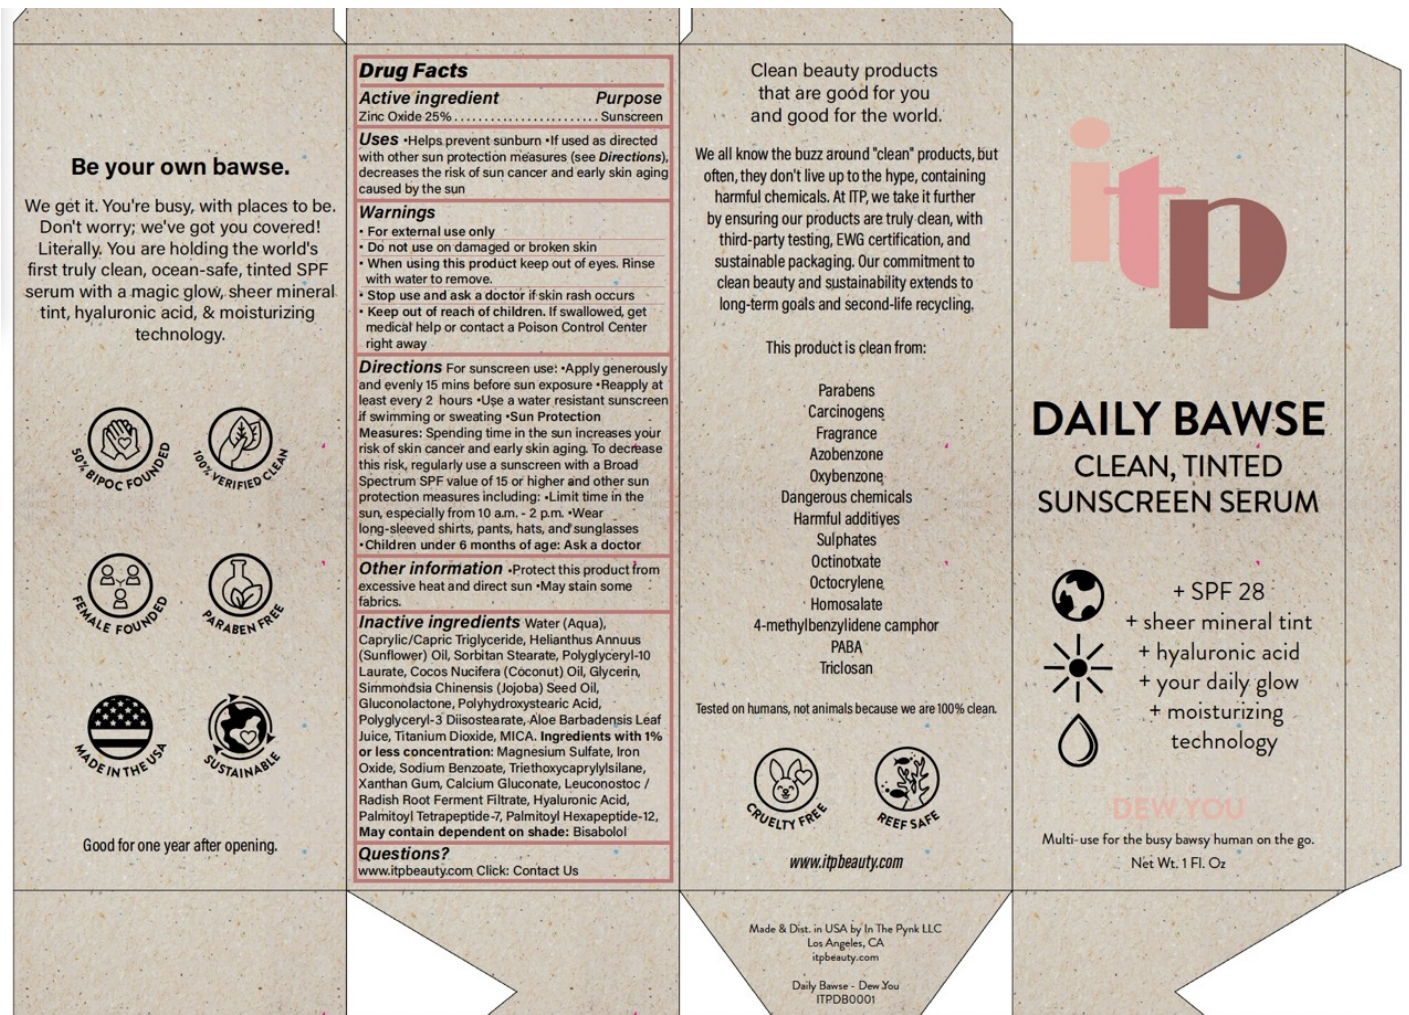 Be your own bawse.
We get it. You're busy, with places to be.
Don't worry; we've got you covered!
Literally. You are holding the world's
first truly clean, ocean-safe, tinted SPF
serum with a magic glow, sheer mineral
tint, hyaluronic acid, & moisturizing
technology.
50% BIPOC FOUNDED
100% VERIFIED CLEAN
FEMALE FOUNDED
PARABEN FREE
MADE IN THE USA
SUSTAINABLE
Good for one year after opening.
Drug Facts
Active ingredient Purpose
Zinc Oxide 25%........................Sunscreen
Uses •Helps prevent sunburn •If used as directed
with other sun protection measures (see Directions),
decreases the risk of sun cancer and early skin aging
caused by the sun
Warnings
• For external use only
• Do not use on damaged or broken skin
• When using this product keep out of eyes. Rinse
with water to remove.
• Stop use and ask a doctor if skin rash occurs
• Keep out of reach of children. If swallowed, get
medical help or contact a Poison Control Center
right away
Directions For sunscreen use: •Apply generously
and evenly 15 mins before sun exposure •Reapply at
least every 2 hours •Use a water resistant sunscreen
if swimming or sweating •Sun Protection
Measures: Spending time in the sun increases your
risk of skin cancer and early skin aging. To decrease
this risk, regularly use a sunscreen with a Broad
Spectrum SPF value of 15 or higher and other sun
protection measures including: •Limit time in the
sun, especially from 10 a.m. - 2 p.m. •Wear
long-sleeved shirts, pants, hats, and sunglasses
•Children under 6 months of age: Ask a doctor
Other information •Protect this product from
excessive heat and direct sun •May stain some
fabrics.
Inactive ingredients Water (Aqua),
Caprylic/Capric Triglyceride, Helianthus Annuus
(Sunflower) Oil, Sorbitan Stearate, Polyglyceryl-10
Laurate, Cocos Nucifera (Coconut) Oil, Glycerin,
Simmondsia Chinensis (Jojoba) Seed Oil,
Gluconolactone, Polyhydroxystearic Acid,
Polyglyceryl-3 Diisostearate, Aloe Barbadensis Leaf
Juice, Titanium Dioxide, MICA. Ingredients with 1%
or less concentration: Magnesium Sulfate, Iron
Oxide, Sodium Benzoate, Triethoxycaprylylsilane,
Xanthan Gum, Calcium Gluconate, Leuconostoc /
Radish Root Ferment Filtrate, Hyaluronic Acid,
Palmitoyl Tetrapeptide-7, Palmitoyl Hexapeptide-12,
May contain dependent on shade: Bisabolol
Questions?
www.itpbeauty.com Click: Contact Us
Clean beauty products
that are good for you
and good for the world.
We all know the buzz around "clean" products, but
often, they don't live up to the hype, containing
harmful chemicals. At ITP, we take it further
by ensuring our products are truly clean, with
third-party testing, EWG certification, and
sustainable packaging. Our commitment to
clean beauty and sustainability extends to
long-term goals and second-life recycling.
This product is clean from:
Parabens
Carcinogens
Fragrance
Azobenzone
Oxybenzone
Dangerous chemicals
Harmful additives
Sulphates
Octinotxate
Octocrylene
Homosalate
4-methylbenzylidene camphor
PABA
Triclosan
Tested on humans, not animals because we are 100% clean.
CRUELTY FREE
REEF SAFE
www.itpbeauty.com
Made & Dist. in USA by In The Pynk LLC
Los Angeles, CA
itpbeauty.com
Daily Bawse - Dew You
ITPDB0001
itp
DAILY BAWSE
CLEAN, TINTED
SUNSCREEN SERUM
+ SPF 28
+ sheer mineral tint
+ hyaluronic acid
+ your daily glow
+ moisturizing
technology
DEW YOU
Multi-use for the busy bawsy human on the go.
Net Wt. 1 Fl. Oz